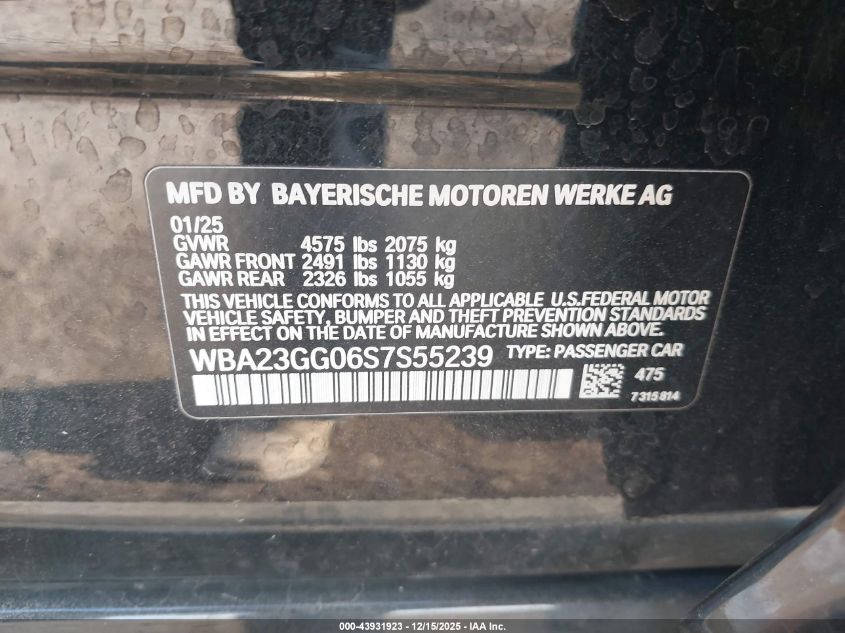 MFD BY BAYERISCHE MOTOREN WERKE AG
01/25
GVWR 4575 lbs 2075 kg
GAWR FRONT 2491 lbs 1130 kg
GAWR REAR 2326 lbs 1055 kg
THIS VEHICLE CONFORMS TO ALL APPLICABLE U.S.FEDERAL MOTOR
VEHICLE SAFETY, BUMPER AND THEFT PREVENTION STANDARDS
IN EFFECT ON THE DATE OF MANUFACTURE SHOWN ABOVE.
WBA23GG06S7S55239 TYPE: PASSENGER CAR
475
7315814
000-43931923 - 12/15/2025 - IAA Inc.